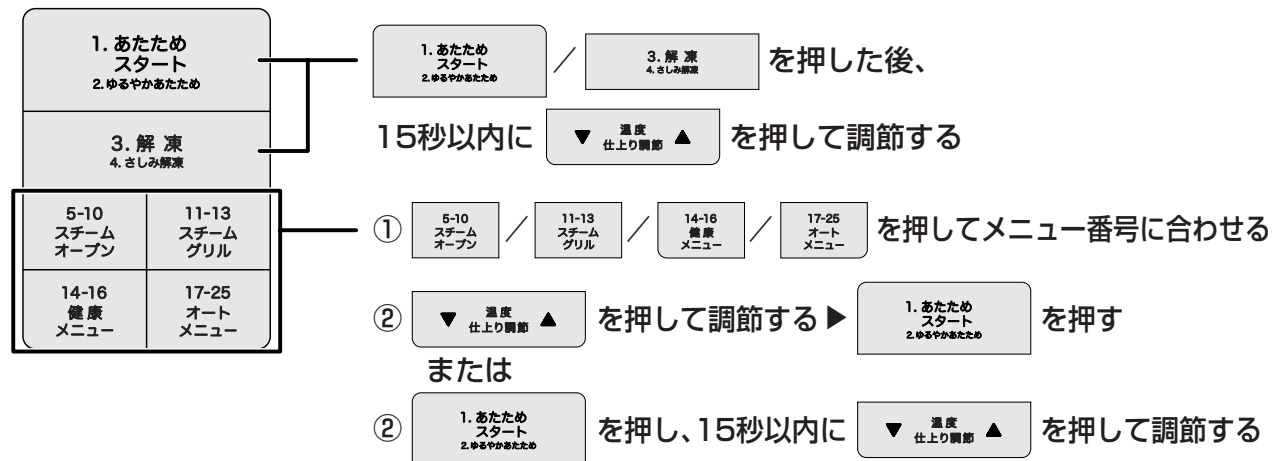 1. あたため
スタート
2. ゆるやかあたため
3. 解 凍
4. さしみ解凍
5-10
スチーム
オーブン
11-13
スチーム
グリル
14-16
健 康
メニュー
17-25
オート
メニュー
1. あたため
スタート
2. ゆるやかあたため
/
3. 解 凍
4. さしみ解凍
を押した後、
15秒以内に ▼ 温度 仕上り調節 ▲ を押して調節する
① 5-10 スチーム オーブン / 11-13 スチーム グリル / 14-16 健 康 メニュー / 17-25 オート メニュー を押してメニュー番号に合わせる
② ▼ 温度 仕上り調節 ▲ を押して調節する ▶ 1. あたため スタート 2. ゆるやかあたため を押す
または
② 1. あたため スタート 2. ゆるやかあたため を押し、15秒以内に ▼ 温度 仕上り調節 ▲ を押して調節する